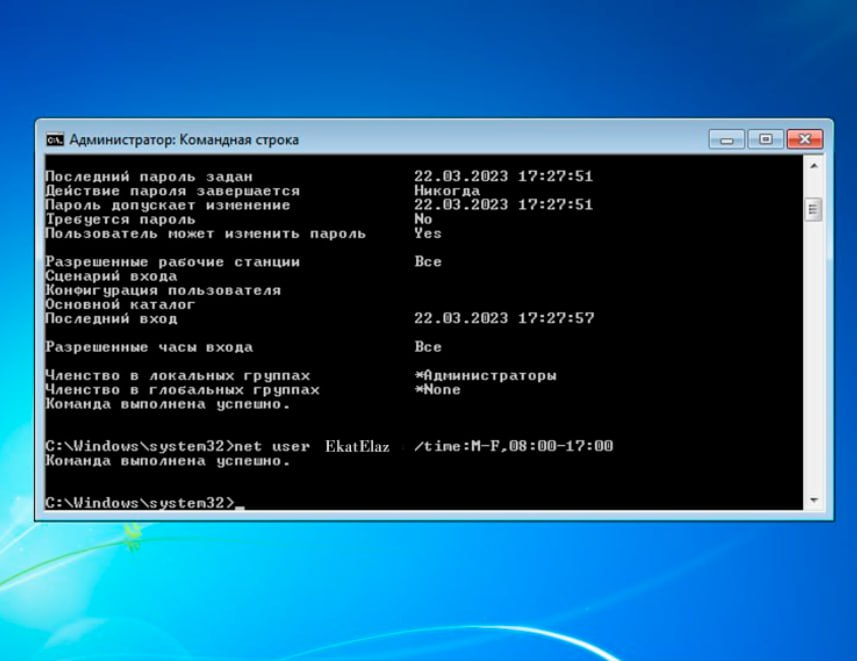 Администратор: Командная строка
Последний пароль задан 22.03.2023 17:27:51
Действие пароля завершается Никогда
Пароль допускает изменение 22.03.2023 17:27:51
Требуется пароль No
Пользователь может изменить пароль Yes
Разрешенные рабочие станции Все
Сценарий входа
Конфигурация пользователя
Основной каталог
Последний вход 22.03.2023 17:27:57
Разрешенные часы входа Все
Членство в локальных группах *Администраторы
Членство в глобальных группах *None
Команда выполнена успешно.
C:\Windows\system32>net user EkatElaz /time:M-F,08:00-17:00
Команда выполнена успешно.
C:\Windows\system32>_